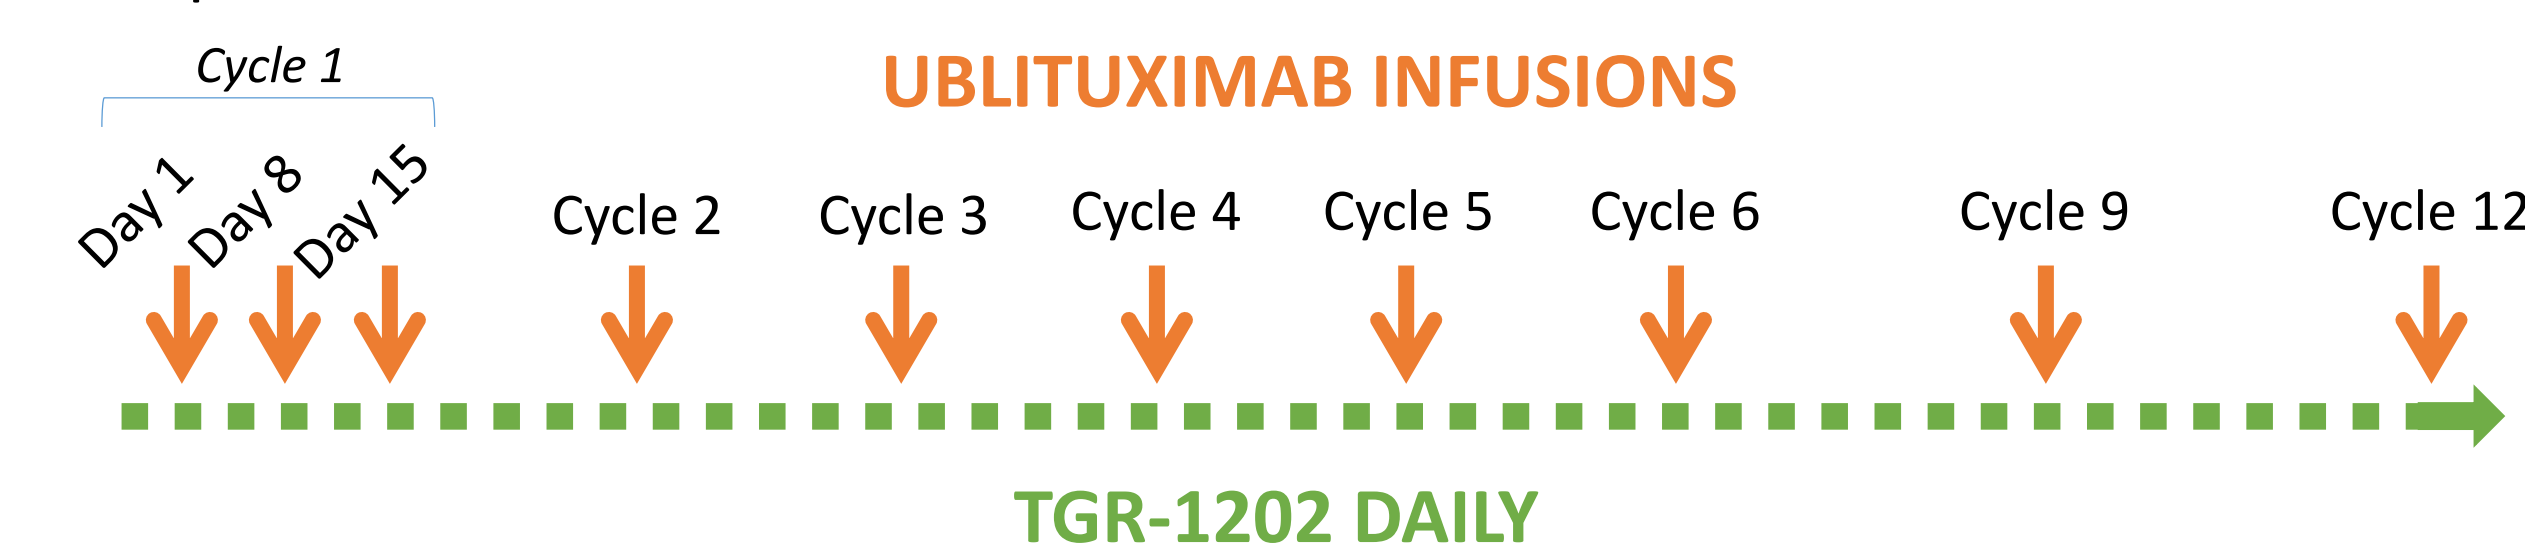 Cycle 1
UBLITUXIMAB INFUSIONS
Day 1
Day 8
Day 15
Cycle 2
Cycle 3
Cycle 4
Cycle 5
Cycle 6
Cycle 9
Cycle 12
TGR-1202 DAILY